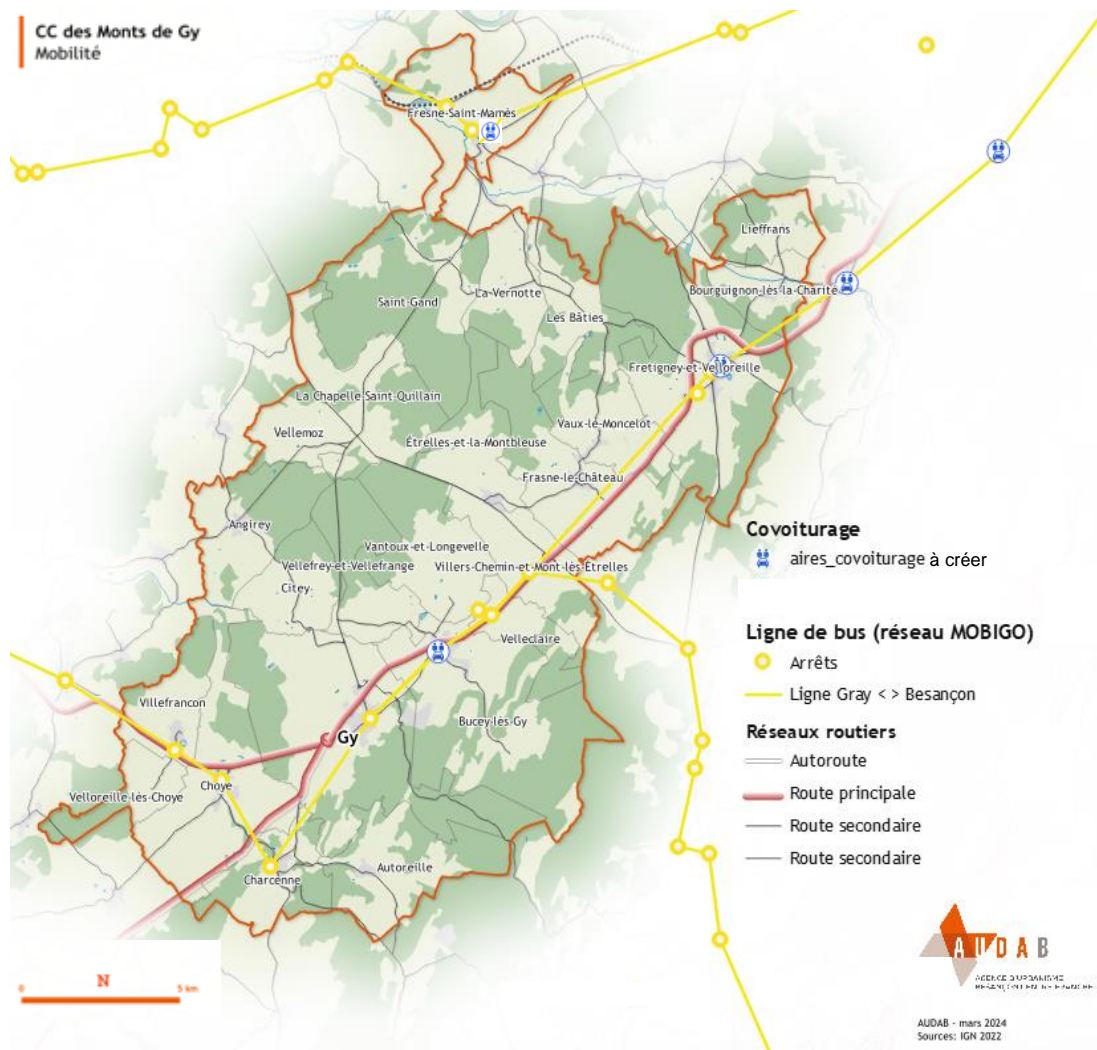 CC des Monts de Gy
Mobilité
Fresne-Saint-Mamès
Lieffrans
Bourguignon-lès-la-Charité
Saint-Gand
La-Vernotte
Les Bâties
Fretigney-et-Velloreille
La Chapelle-Saint-Quillain
Vellemoz
Étrelles-et-la-Montbleuse
Vaux-le-Moncelot
Frasne-le-Château
Angirey
Vantoux-et-Longevelle
Vellefrey-et-Vellefrange
Villers-Chemin-et-Mont-lès-Étrelles
Citey
Velleclaire
Villefrancon
Bucey-lès-Gy
Gy
Choye
Velloreille-lès-Choye
Charcenne
Autoreille
Covoiturage
aires_covoiturage à créer
Ligne de bus (réseau MOBIGO)
Arrêts
Ligne Gray < > Besançon
Réseaux routiers
Autoroute
Route principale
Route secondaire
Route secondaire
N
0 5 km
AUDAB
AGENCE D'URBANISME
BESANÇON CENTRE FRANCHE
AUDAB - mars 2024
Sources: IGN 2022